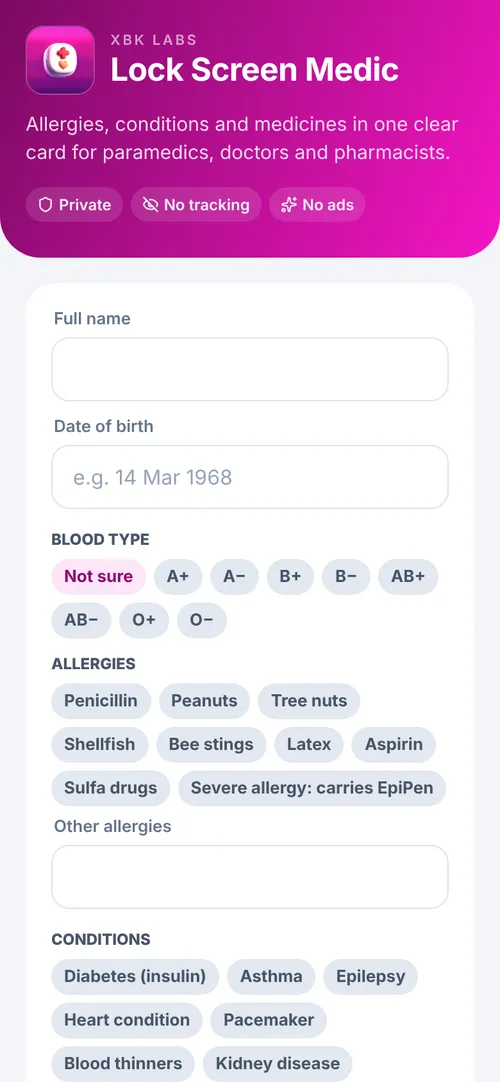 XBK LABS
Lock Screen Medic
Allergies, conditions and medicines in one clear
card for paramedics, doctors and pharmacists.
Private No tracking No ads
Full name
Date of birth
e.g. 14 Mar 1968
BLOOD TYPE
Not sure A+ A− B+ B− AB+
AB− O+ O−
ALLERGIES
Penicillin Peanuts Tree nuts
Shellfish Bee stings Latex Aspirin
Sulfa drugs Severe allergy: carries EpiPen
Other allergies
CONDITIONS
Diabetes (insulin) Asthma Epilepsy
Heart condition Pacemaker
Blood thinners Kidney disease